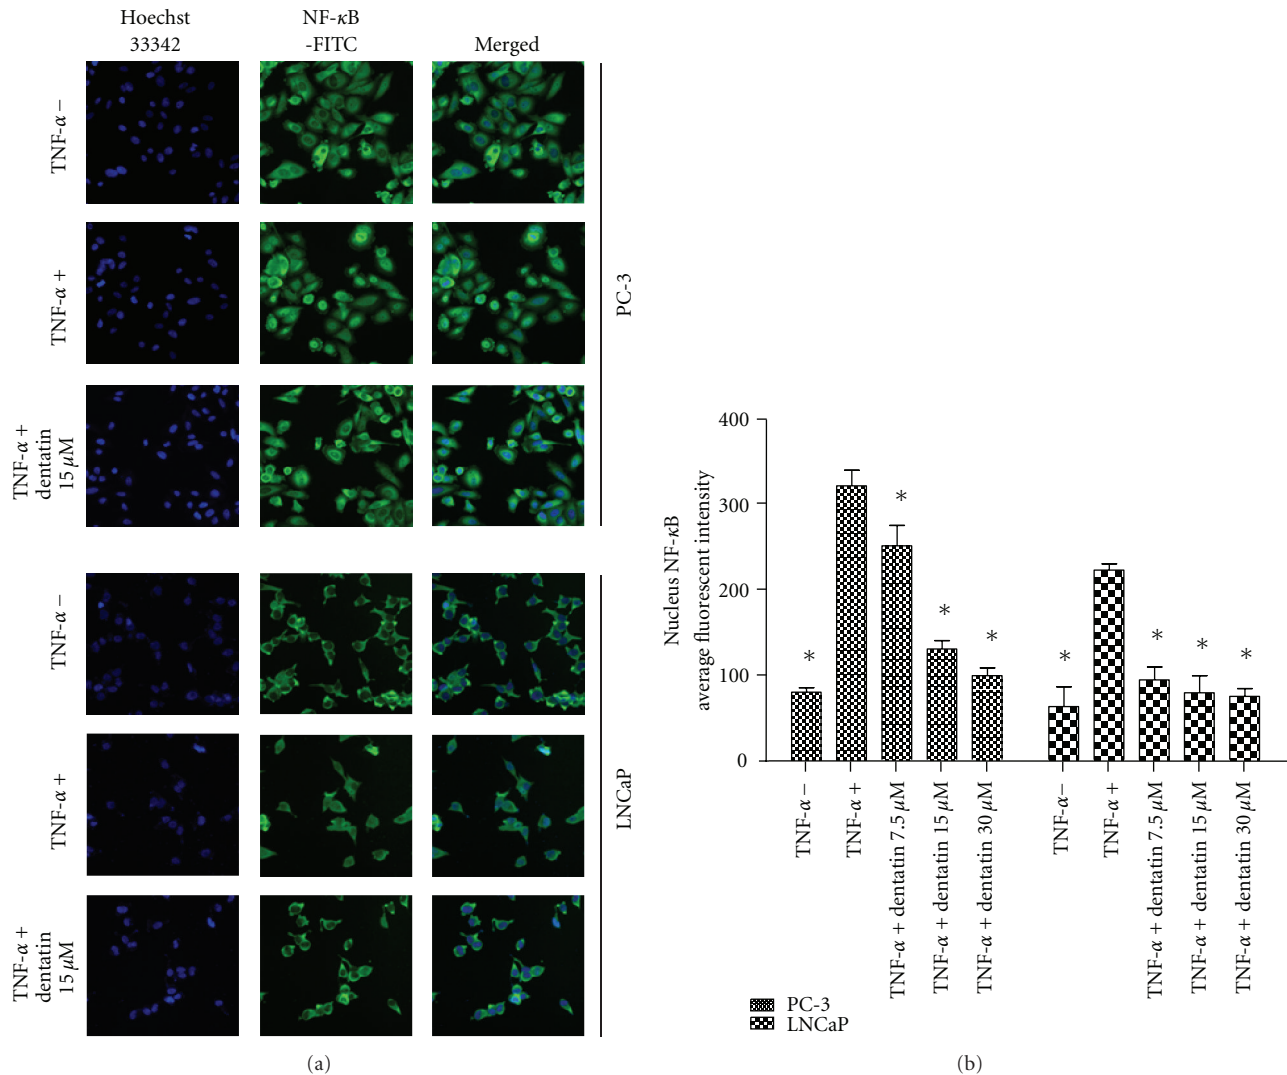 Hoechst
33342
NF-κB
-FITC
Merged
TNF-α −
TNF-α +
TNF-α +
dentatin
15 μM
PC-3
TNF-α −
TNF-α +
TNF-α +
dentatin
15 μM
LNCaP
(a)
Nucleus NF-κB
average fluorescent intensity
400
300
200
100
0
*
*
*
*
*
*
*
*
TNF-α −
TNF-α +
TNF-α + dentatin 7.5 μM
TNF-α + dentatin 15 μM
TNF-α + dentatin 30 μM
TNF-α−
TNF-α +
TNF-α + dentatin 7.5 μM
TNF-α + dentatin 15 μM
TNF-α + dentatin 30 μM
PC-3
LNCaP
(b)